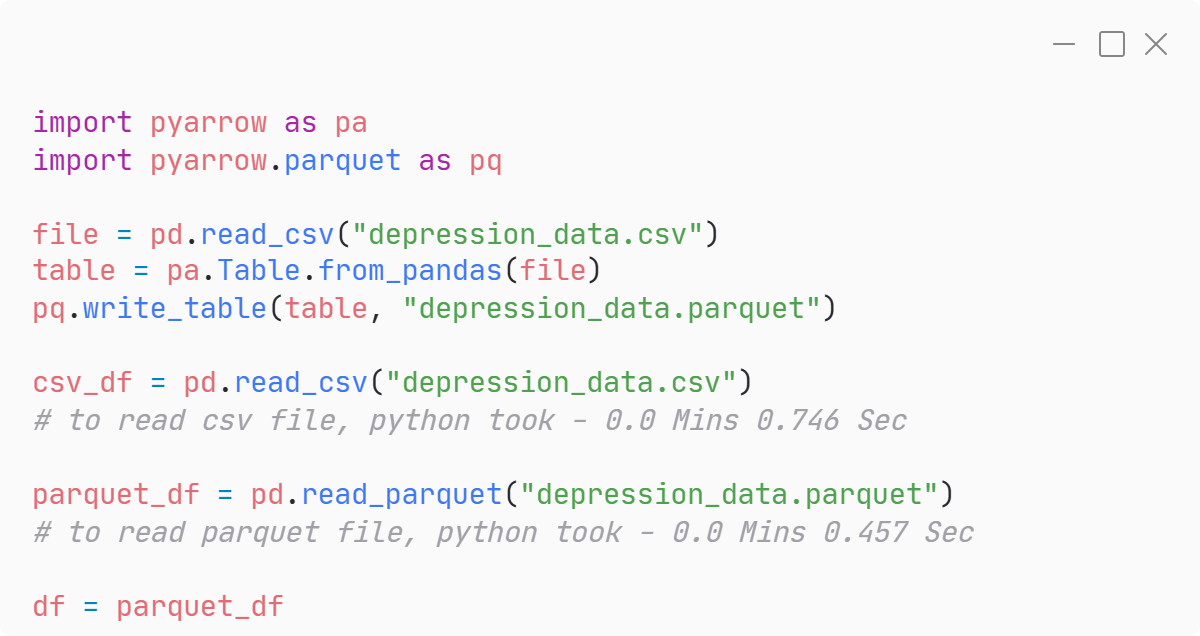 import pyarrow as pa
import pyarrow.parquet as pq
file = pd.read_csv("depression_data.csv")
table = pa.Table.from_pandas(file)
pq.write_table(table, "depression_data.parquet")
csv_df = pd.read_csv("depression_data.csv")
# to read csv file, python took - 0.0 Mins 0.746 Sec
parquet_df = pd.read_parquet("depression_data.parquet")
# to read parquet file, python took - 0.0 Mins 0.457 Sec
df = parquet_df